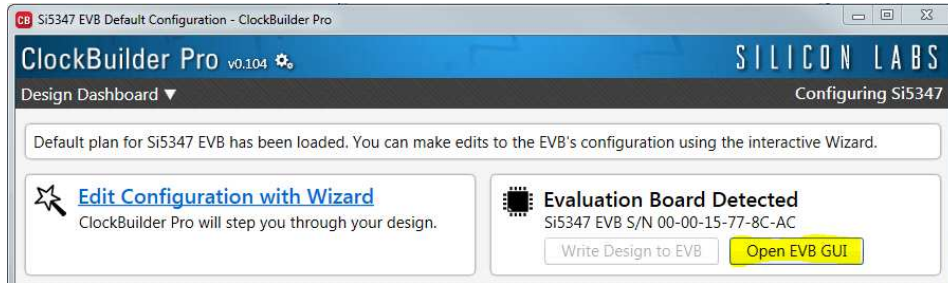 CB Si5347 EVB Default Configuration - ClockBuilder Pro
ClockBuilder Pro v0.104
SILICON LABS
Design Dashboard ▼
Configuring Si5347
Default plan for Si5347 EVB has been loaded. You can make edits to the EVB's configuration using the interactive Wizard.
Edit Configuration with Wizard
ClockBuilder Pro will step you through your design.
Evaluation Board Detected
Si5347 EVB S/N 00-00-15-77-8C-AC
Write Design to EVB
Open EVB GUI